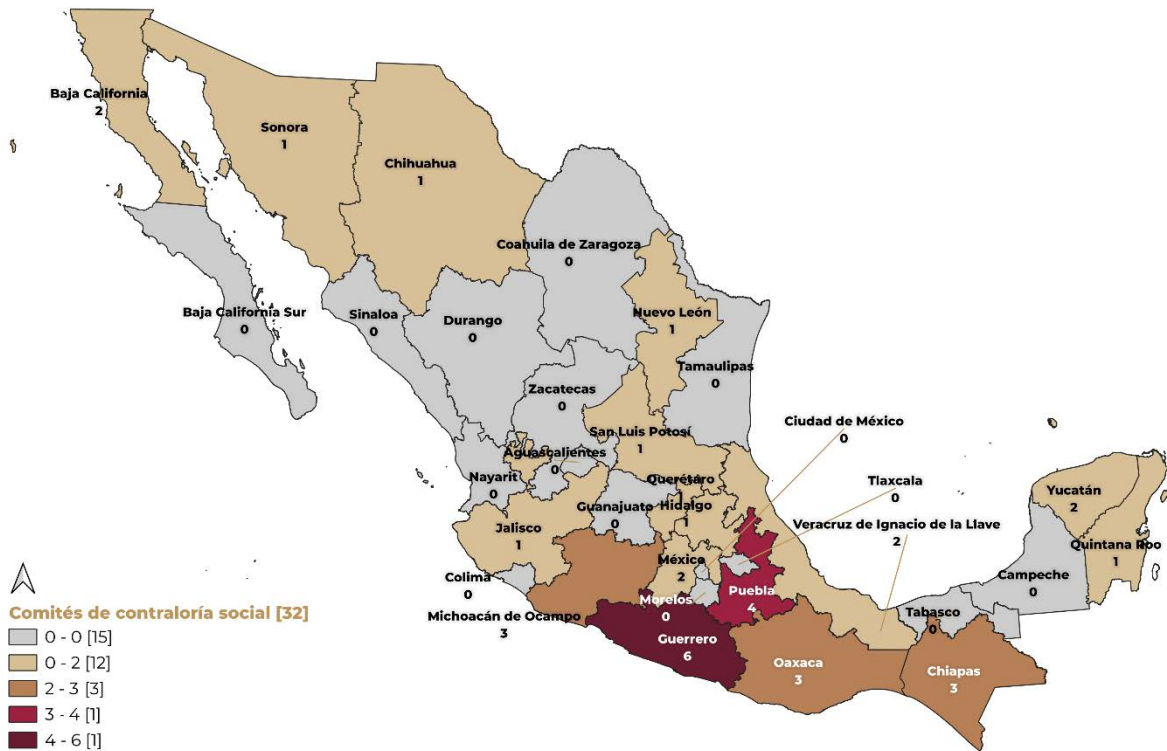 Baja California
2
Sonora
1
Chihuahua
1
Coahuila de Zaragoza
0
Baja California Sur
0
Sinaloa
0
Durango
0
Nuevo León
1
Tamaulipas
0
Zacatecas
0
Ciudad de México
0
San Luis Potosí
1
Aguascalientes
0
Nayarit
0
Querétaro
1
Tlaxcala
0
Guanajuato
0
Hidalgo
1
Yucatán
2
Veracruz de Ignacio de la Llave
2
Jalisco
1
Quintana Roo
1
México
2
Colima
0
Campeche
0
Puebla
4
Morelos
0
Tabasco
0
Michoacán de Ocampo
3
Guerrero
6
Oaxaca
3
Chiapas
3
Comités de contraloría social [32]
0 - 0 [15]
0 - 2 [12]
2 - 3 [3]
3 - 4 [1]
4 - 6 [1]